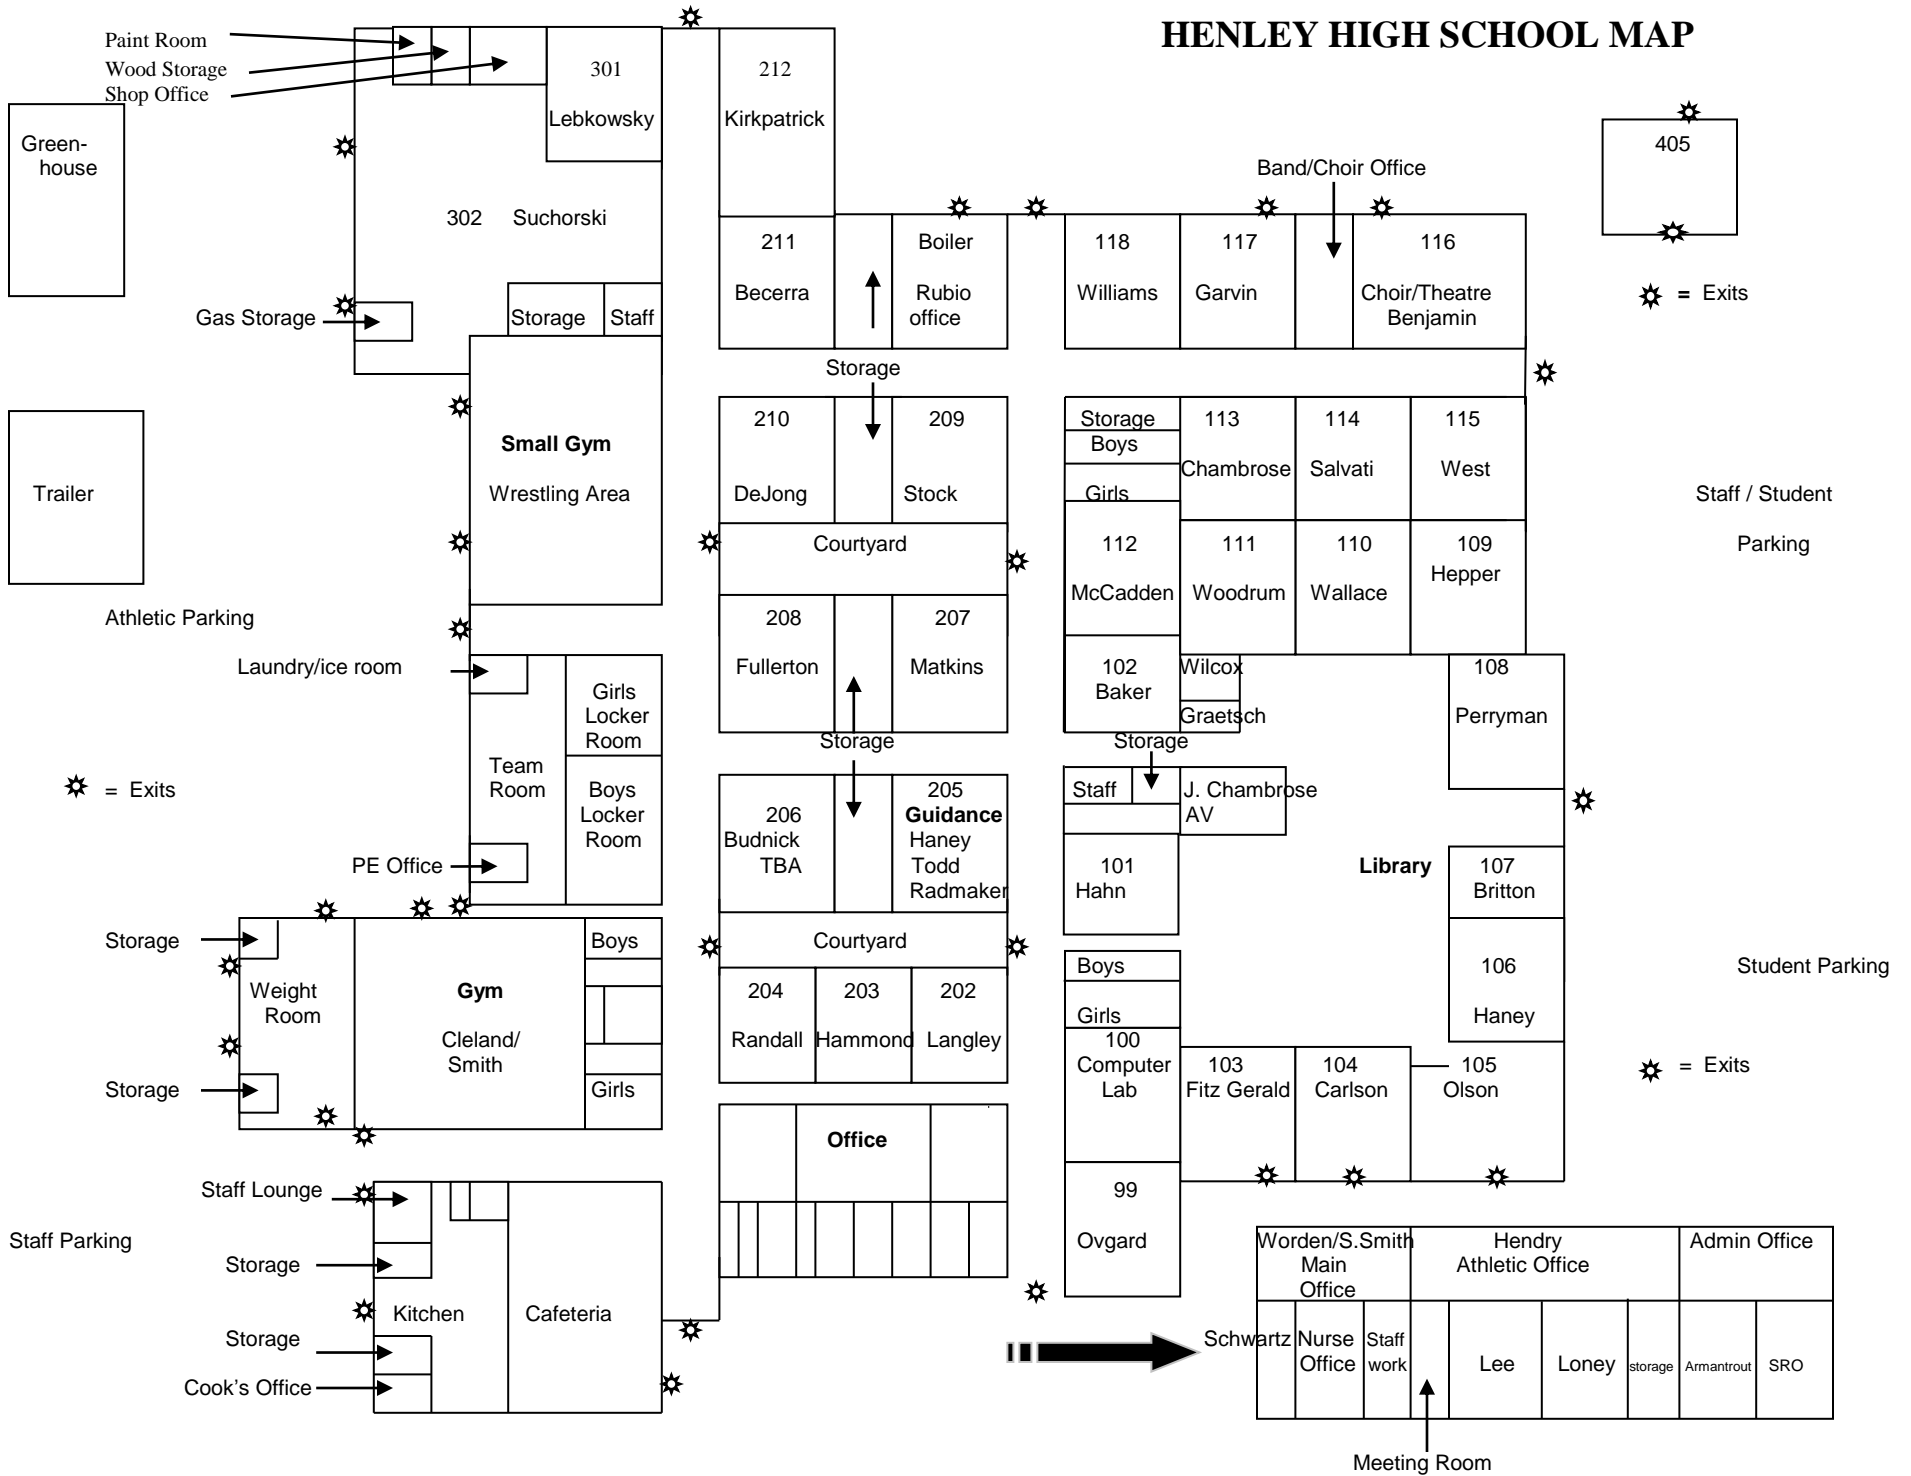 HENLEY HIGH SCHOOL MAP
Paint Room
Wood Storage
Shop Office
301
Lebkowsky
212
Kirkpatrick
Green-
house
405
Band/Choir Office
302 Suchorski
211
Becerra
Boiler
Rubio
office
118
Williams
117
Garvin
116
Choir/Theatre
Benjamin
= Exits
Gas Storage
Storage
Staff
Storage
210
DeJong
209
Stock
Storage
Boys
Girls
113
Chambrose
114
Salvati
115
West
Small Gym
Wrestling Area
Trailer
Staff / Student
Parking
Courtyard
112
McCadden
111
Woodrum
110
Wallace
109
Hepper
Athletic Parking
208
Fullerton
207
Matkins
Laundry/ice room
Girls
Locker
Room
102
Baker
Wilcox
Graetsch
108
Perryman
Storage
Storage
Team
Room
Boys
Locker
Room
= Exits
206
Budnick
TBA
205
Guidance
Haney
Todd
Radmaker
Staff
J. Chambrose
AV
101
Hahn
Library
107
Britton
PE Office
Storage
Boys
Courtyard
Boys
Girls
106
Haney
Student Parking
Weight
Room
Gym
Cleland/
Smith
204
Randall
203
Hammond
202
Langley
100
Computer
Lab
103
Fitz Gerald
104
Carlson
105
Olson
= Exits
Storage
Girls
Office
Staff Lounge
99
Ovgard
Staff Parking
Storage
Kitchen
Cafeteria
Storage
Cook's Office
Worden/S.Smith
Main
Office
Hendry
Athletic Office
Admin Office
Schwartz
Nurse
Office
Staff
work
Lee
Loney
storage
Armantrout
SRO
Meeting Room